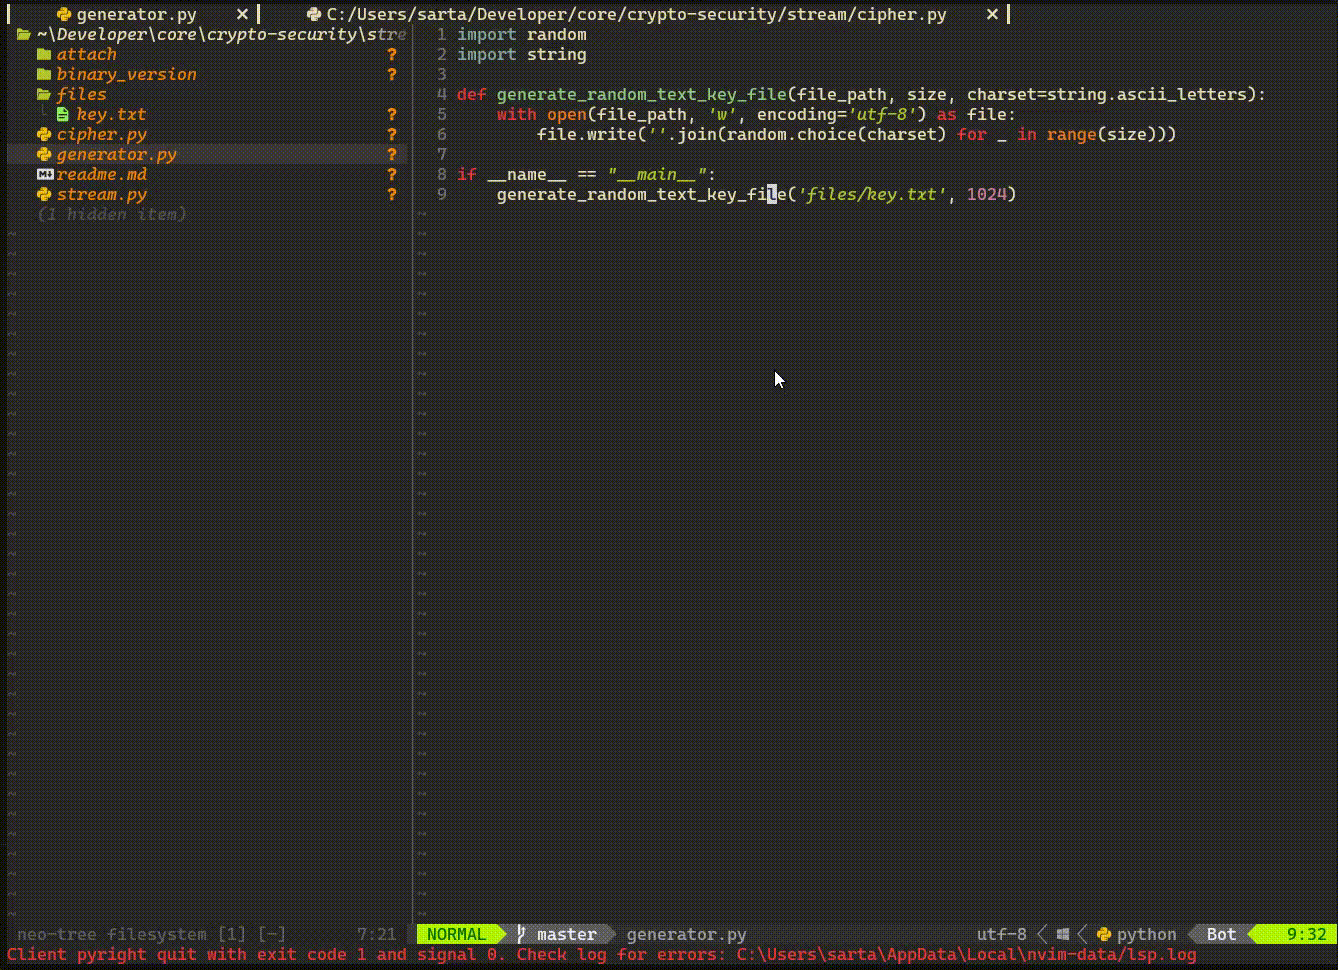 generator.py × C:/Users/sarta/Developer/core/crypto-security/stream/cipher.py ×
~\Developer\core\crypto-security\stre
attach ?
binary_version ?
files
key.txt ?
cipher.py ?
generator.py ?
readme.md ?
stream.py ?
(1 hidden item)
1 import random
2 import string
3
4 def generate_random_text_key_file(file_path, size, charset=string.ascii_letters):
5     with open(file_path, 'w', encoding='utf-8') as file:
6         file.write(''.join(random.choice(charset) for _ in range(size)))
7
8 if __name__ == "__main__":
9     generate_random_text_key_file('files/key.txt', 1024)
neo-tree filesystem [1] [-] 7:21
NORMAL master generator.py utf-8 python Bot 9:32
Client pyright quit with exit code 1 and signal 0. Check log for errors: C:\Users\sarta\AppData\Local\nvim-data/lsp.log